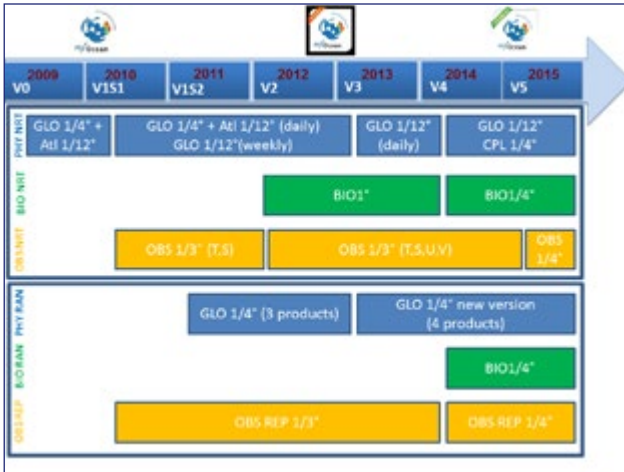 2009 2010 2011 2012 2013 2014 2015
V0 V1S1 V1S2 V2 V3 V4 V5
PHY NRT
GLO 1/4° +
Atl 1/12°
GLO 1/4° + Atl 1/12° (daily)
GLO 1/12°(weekly)
GLO 1/12°
(daily)
GLO 1/12°
CPL 1/4°
BIO NRT
BIO1°
BIO1/4°
OBS NRT
OBS 1/3° (T,S)
OBS 1/3° (T,S,U,V)
OBS
1/4°
PHY RAN
GLO 1/4° (3 products)
GLO 1/4° new version
(4 products)
BIO RAN
BIO1/4°
OBS REP
OBS REP 1/3°
OBS REP 1/4°